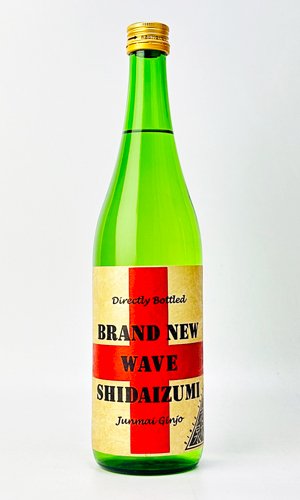 Directly Bottled
BRAND NEW
WAVE
SHIDAIZUMI
Junmai Ginjo